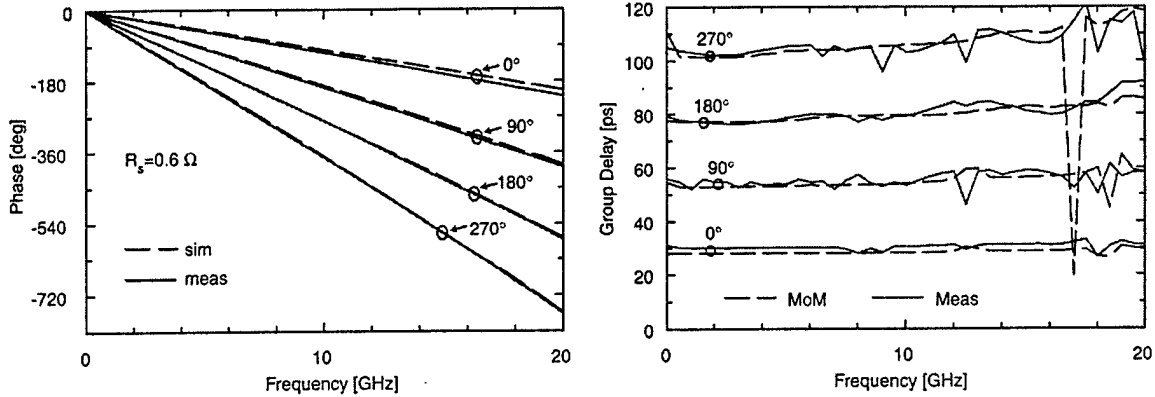 0
-180
-360
-540
-720
Phase [deg]
0°
90°
180°
270°
R_s=0.6 Ω
sim
meas
0
10
20
Frequency [GHz]
120
100
80
60
40
20
0
Group Delay [ps]
270°
180°
90°
0°
MoM
Meas
0
10
20
Frequency [GHz]